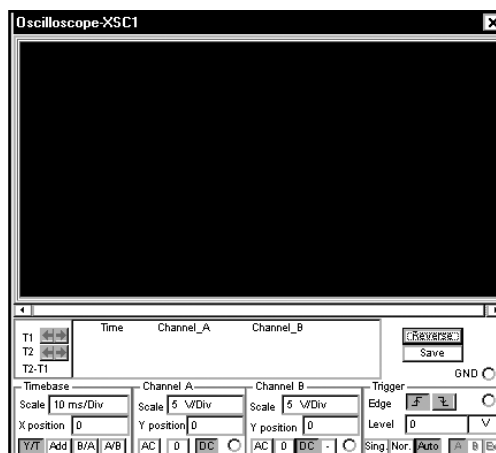 Oscilloscope-XSC1
Time Channel_A Channel_B
T1
T2
T2-T1
Reverse
Save
GND
Timebase Channel A Channel B Trigger
Scale 10 ms/Div Scale 5 V/Div Scale 5 V/Div Edge
X position 0 Y position 0 Y position 0 Level 0 V
Y/T Add B/A A/B AC 0 DC AC 0 DC - Sing. Nor. Auto A B